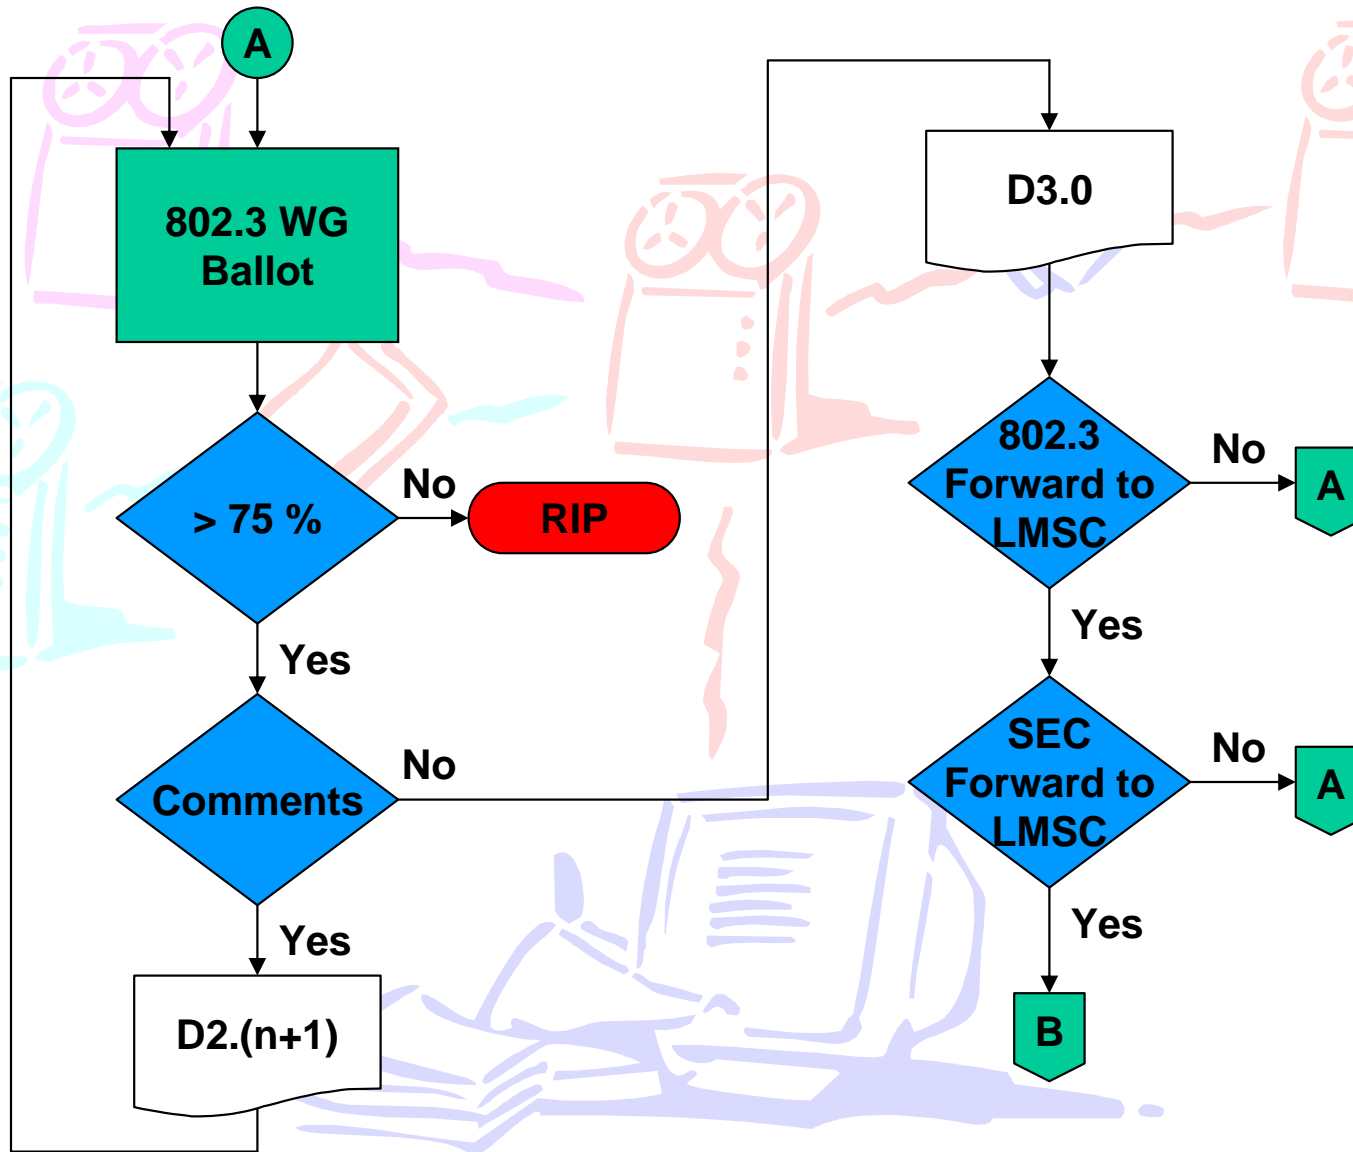 A
802.3 WG
Ballot
> 75 %
No
RIP
Yes
Comments
No
Yes
D2.(n+1)
D3.0
802.3
Forward to
LMSC
No
A
Yes
SEC
Forward to
LMSC
No
A
Yes
B